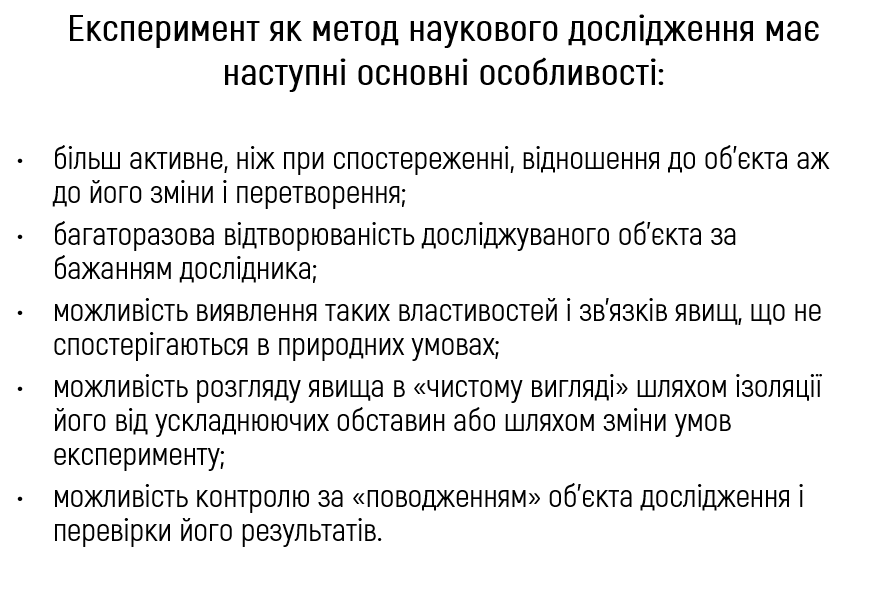 Експеримент як метод наукового дослідження має
наступні основні особливості:
• більш активне, ніж при спостереженні, відношення до об’єкта аж
до його зміни і перетворення;
• багаторазова відтворюваність досліджуваного об’єкта за
бажанням дослідника;
• можливість виявлення таких властивостей і зв’язків явищ, що не
спостерігаються в природних умовах;
• можливість розгляду явища в «чистому вигляді» шляхом ізоляції
його від ускладнюючих обставин або шляхом зміни умов
експерименту;
• можливість контролю за «поводженням» об’єкта дослідження і
перевірки його результатів.